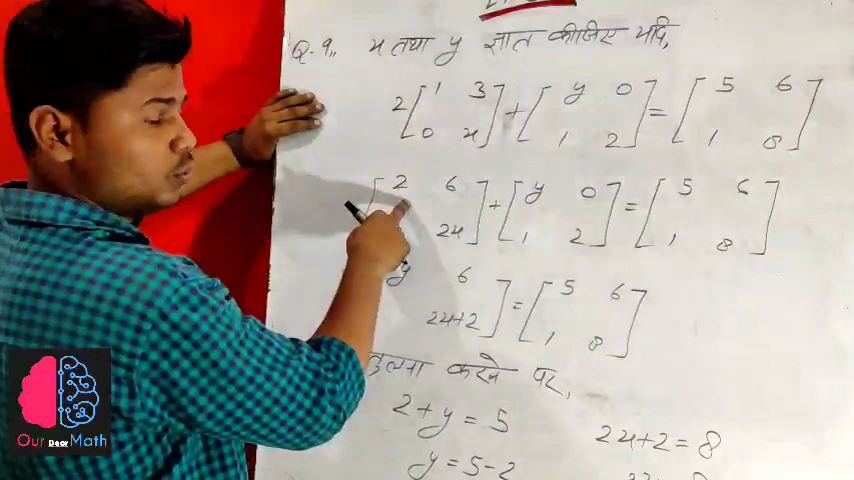 Q-9,, x तथा y ज्ञात कीजिए यदि,
2[1 3 0 x] + [y 0 1 2] = [5 6 1 8]
[2 6 2x] + [y 0 1 2] = [5 6 1 8]
y 6 2x+2] = [5 6 1 8]
तुलना करने पर,
2+y = 5
2x+2 = 8
y = 5-2
Our Dear Math